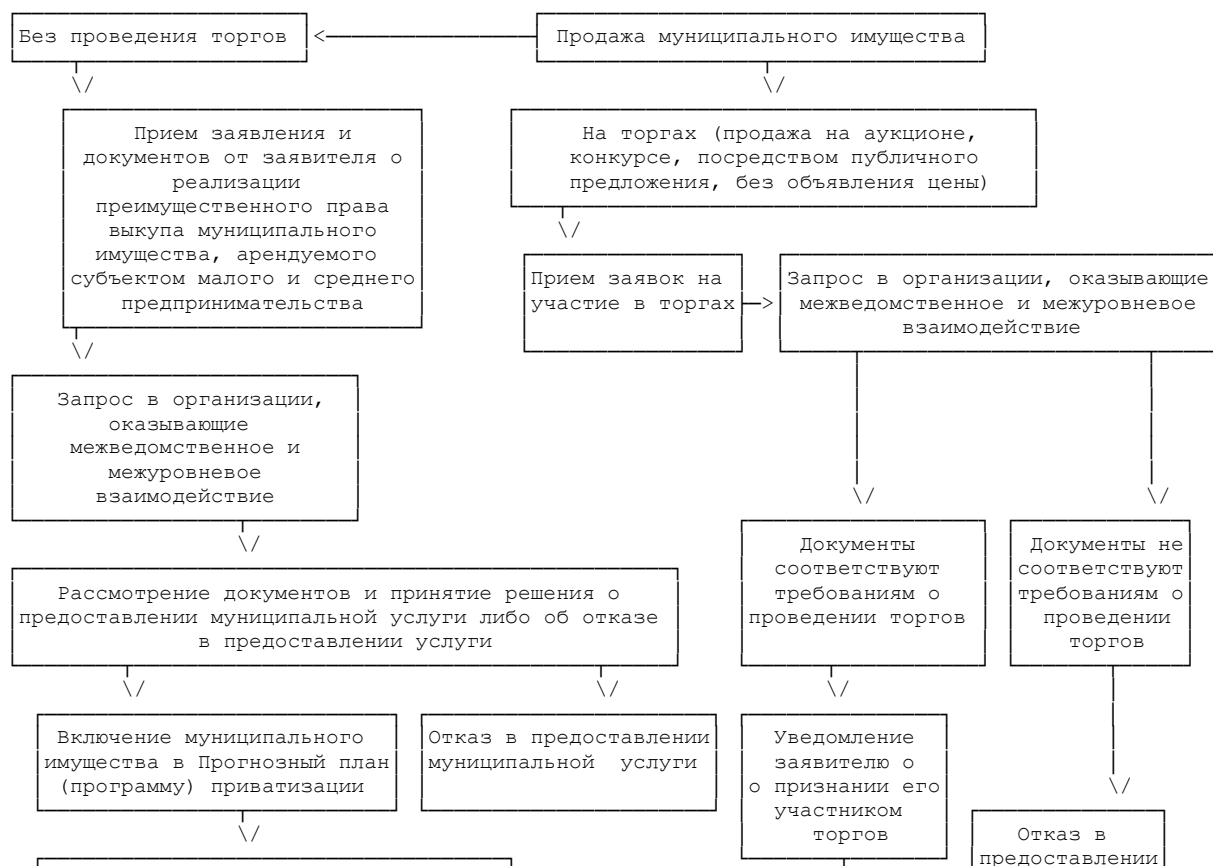 Без проведения торгов
Продажа муниципального имущества
Прием заявления и
документов от заявителя о
реализации
преимущественного права
выкупа муниципального
имущества, арендуемого
субъектом малого и среднего
предпринимательства
На торгах (продажа на аукционе,
конкурсе, посредством публичного
предложения, без объявления цены)
Прием заявок на
участие в торгах
Запрос в организации, оказывающие
межведомственное и межуровневое
взаимодействие
Запрос в организации,
оказывающие
межведомственное и
межуровневое
взаимодействие
Документы
соответствуют
требованиям о
проведении торгов
Документы не
соответствуют
требованиям о
проведении
торгов
Рассмотрение документов и принятие решения о
предоставлении муниципальной услуги либо об отказе
в предоставлении услуги
Включение муниципального
имущества в Прогнозный план
(программу) приватизации
Отказ в предоставлении
муниципальной услуги
Уведомление
заявителю о
о признании его
участником
торгов
Отказ в
предоставлении